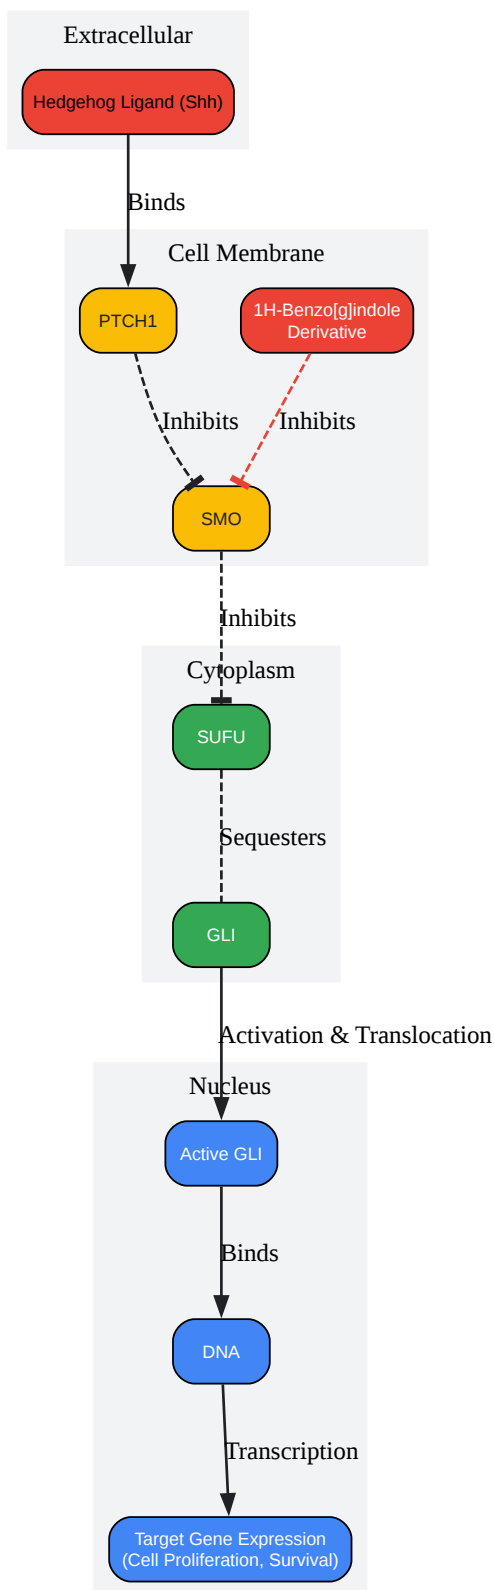 Extracellular
Hedgehog Ligand (Shh)
Binds
Cell Membrane
PTCH1
1H-Benzo[g]indole
Derivative
Inhibits
Inhibits
SMO
Inhibits
Cytoplasm
SUFU
Sequesters
GLI
Activation & Translocation
Nucleus
Active GLI
Binds
DNA
Transcription
Target Gene Expression
(Cell Proliferation, Survival)